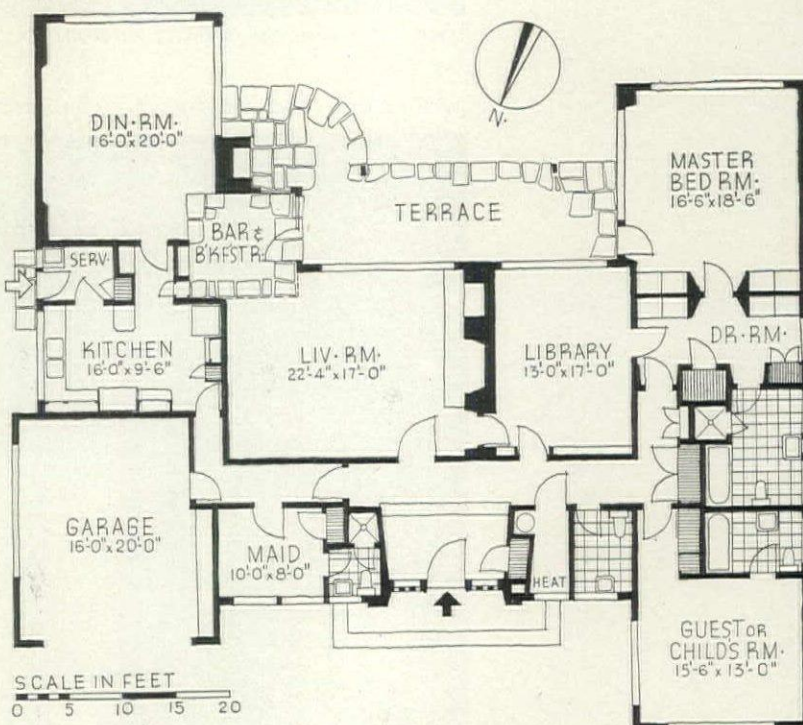 DIN·RM·
16'-0"x20'-0"
N.
MASTER
BED RM·
16'-6"x18'-6"
TERRACE
BAR &
B'KFST·R·
SERV·
KITCHEN
16'-0"x9'-6"
LIV·RM·
22'-4"x17'-0"
LIBRARY
13'-0"x17'-0"
DR·RM·
GARAGE
16'-0"x20'-0"
MAID
10'-0"x8'-0"
HEAT
GUEST OR
CHILD'S RM·
15'-6"x13'-0"
SCALE IN FEET
0 5 10 15 20